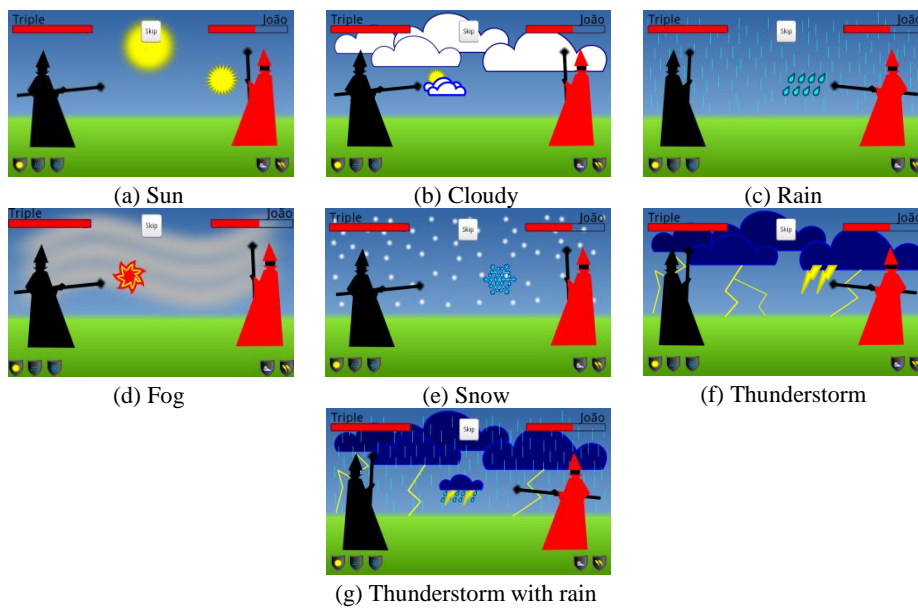 Triple João
Skip
(a) Sun
Triple João
Skip
(b) Cloudy
Triple João
Skip
(c) Rain
Triple João
Skip
(d) Fog
Triple João
Skip
(e) Snow
Triple João
Skip
(f) Thunderstorm
Triple João
Skip
(g) Thunderstorm with rain